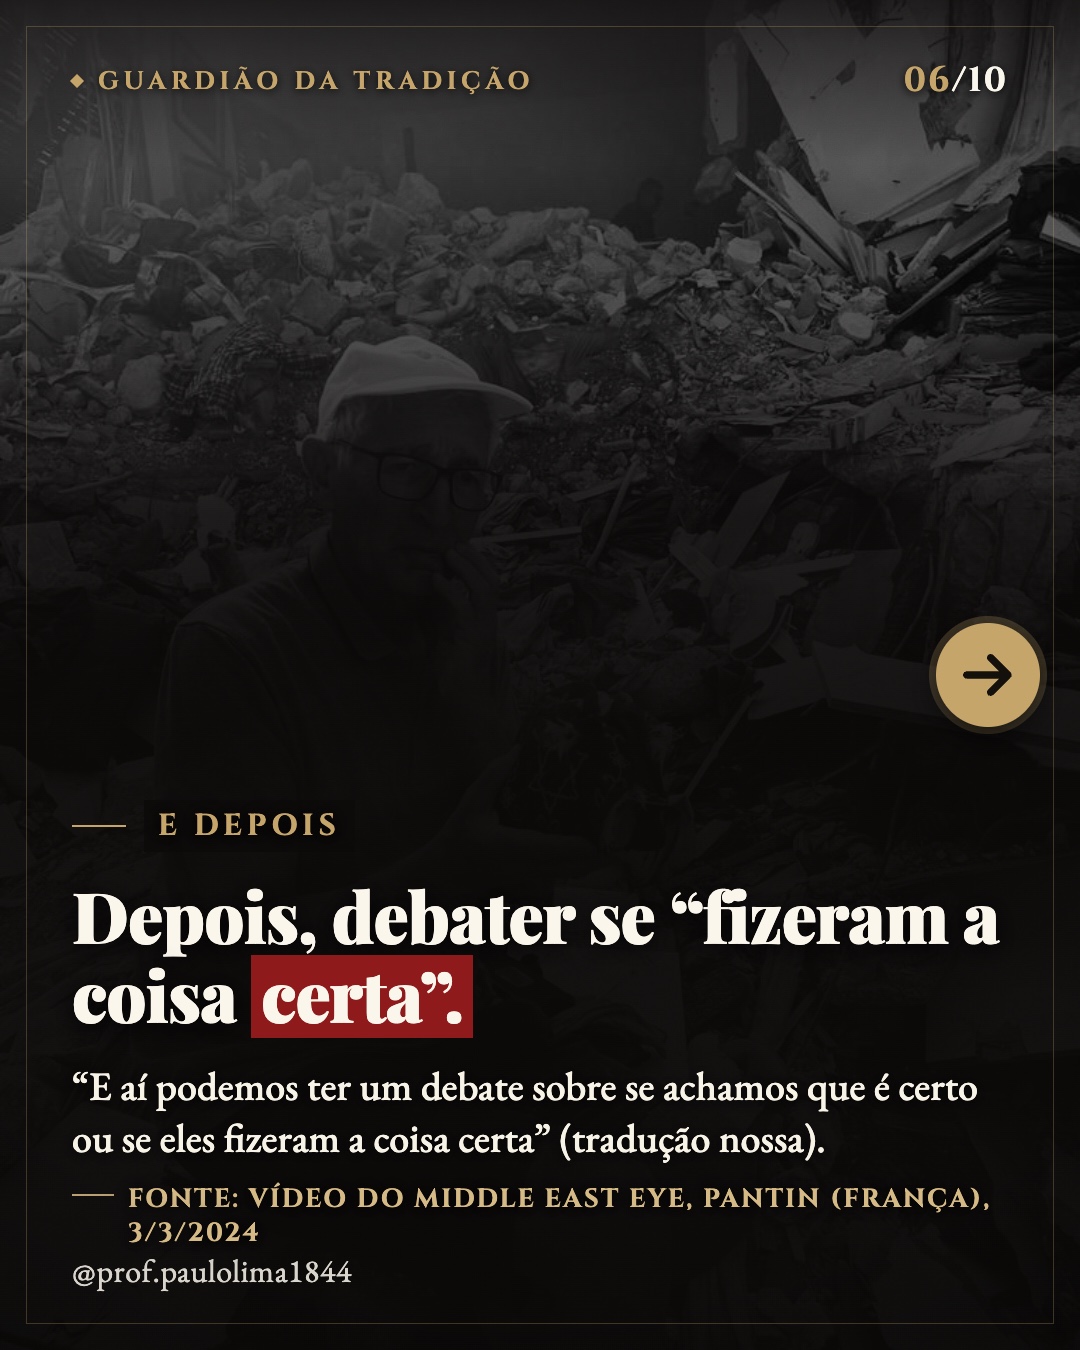 GUARDIÃO DA TRADIÇÃO
06/10
E DEPOIS
Depois, debater se “fizeram a
coisa certa”.
“E aí podemos ter um debate sobre se achamos que é certo
ou se eles fizeram a coisa certa” (tradução nossa).
FONTE: VÍDEO DO MIDDLE EAST EYE, PANTIN (FRANÇA),
3/3/2024
@prof.paulolima1844